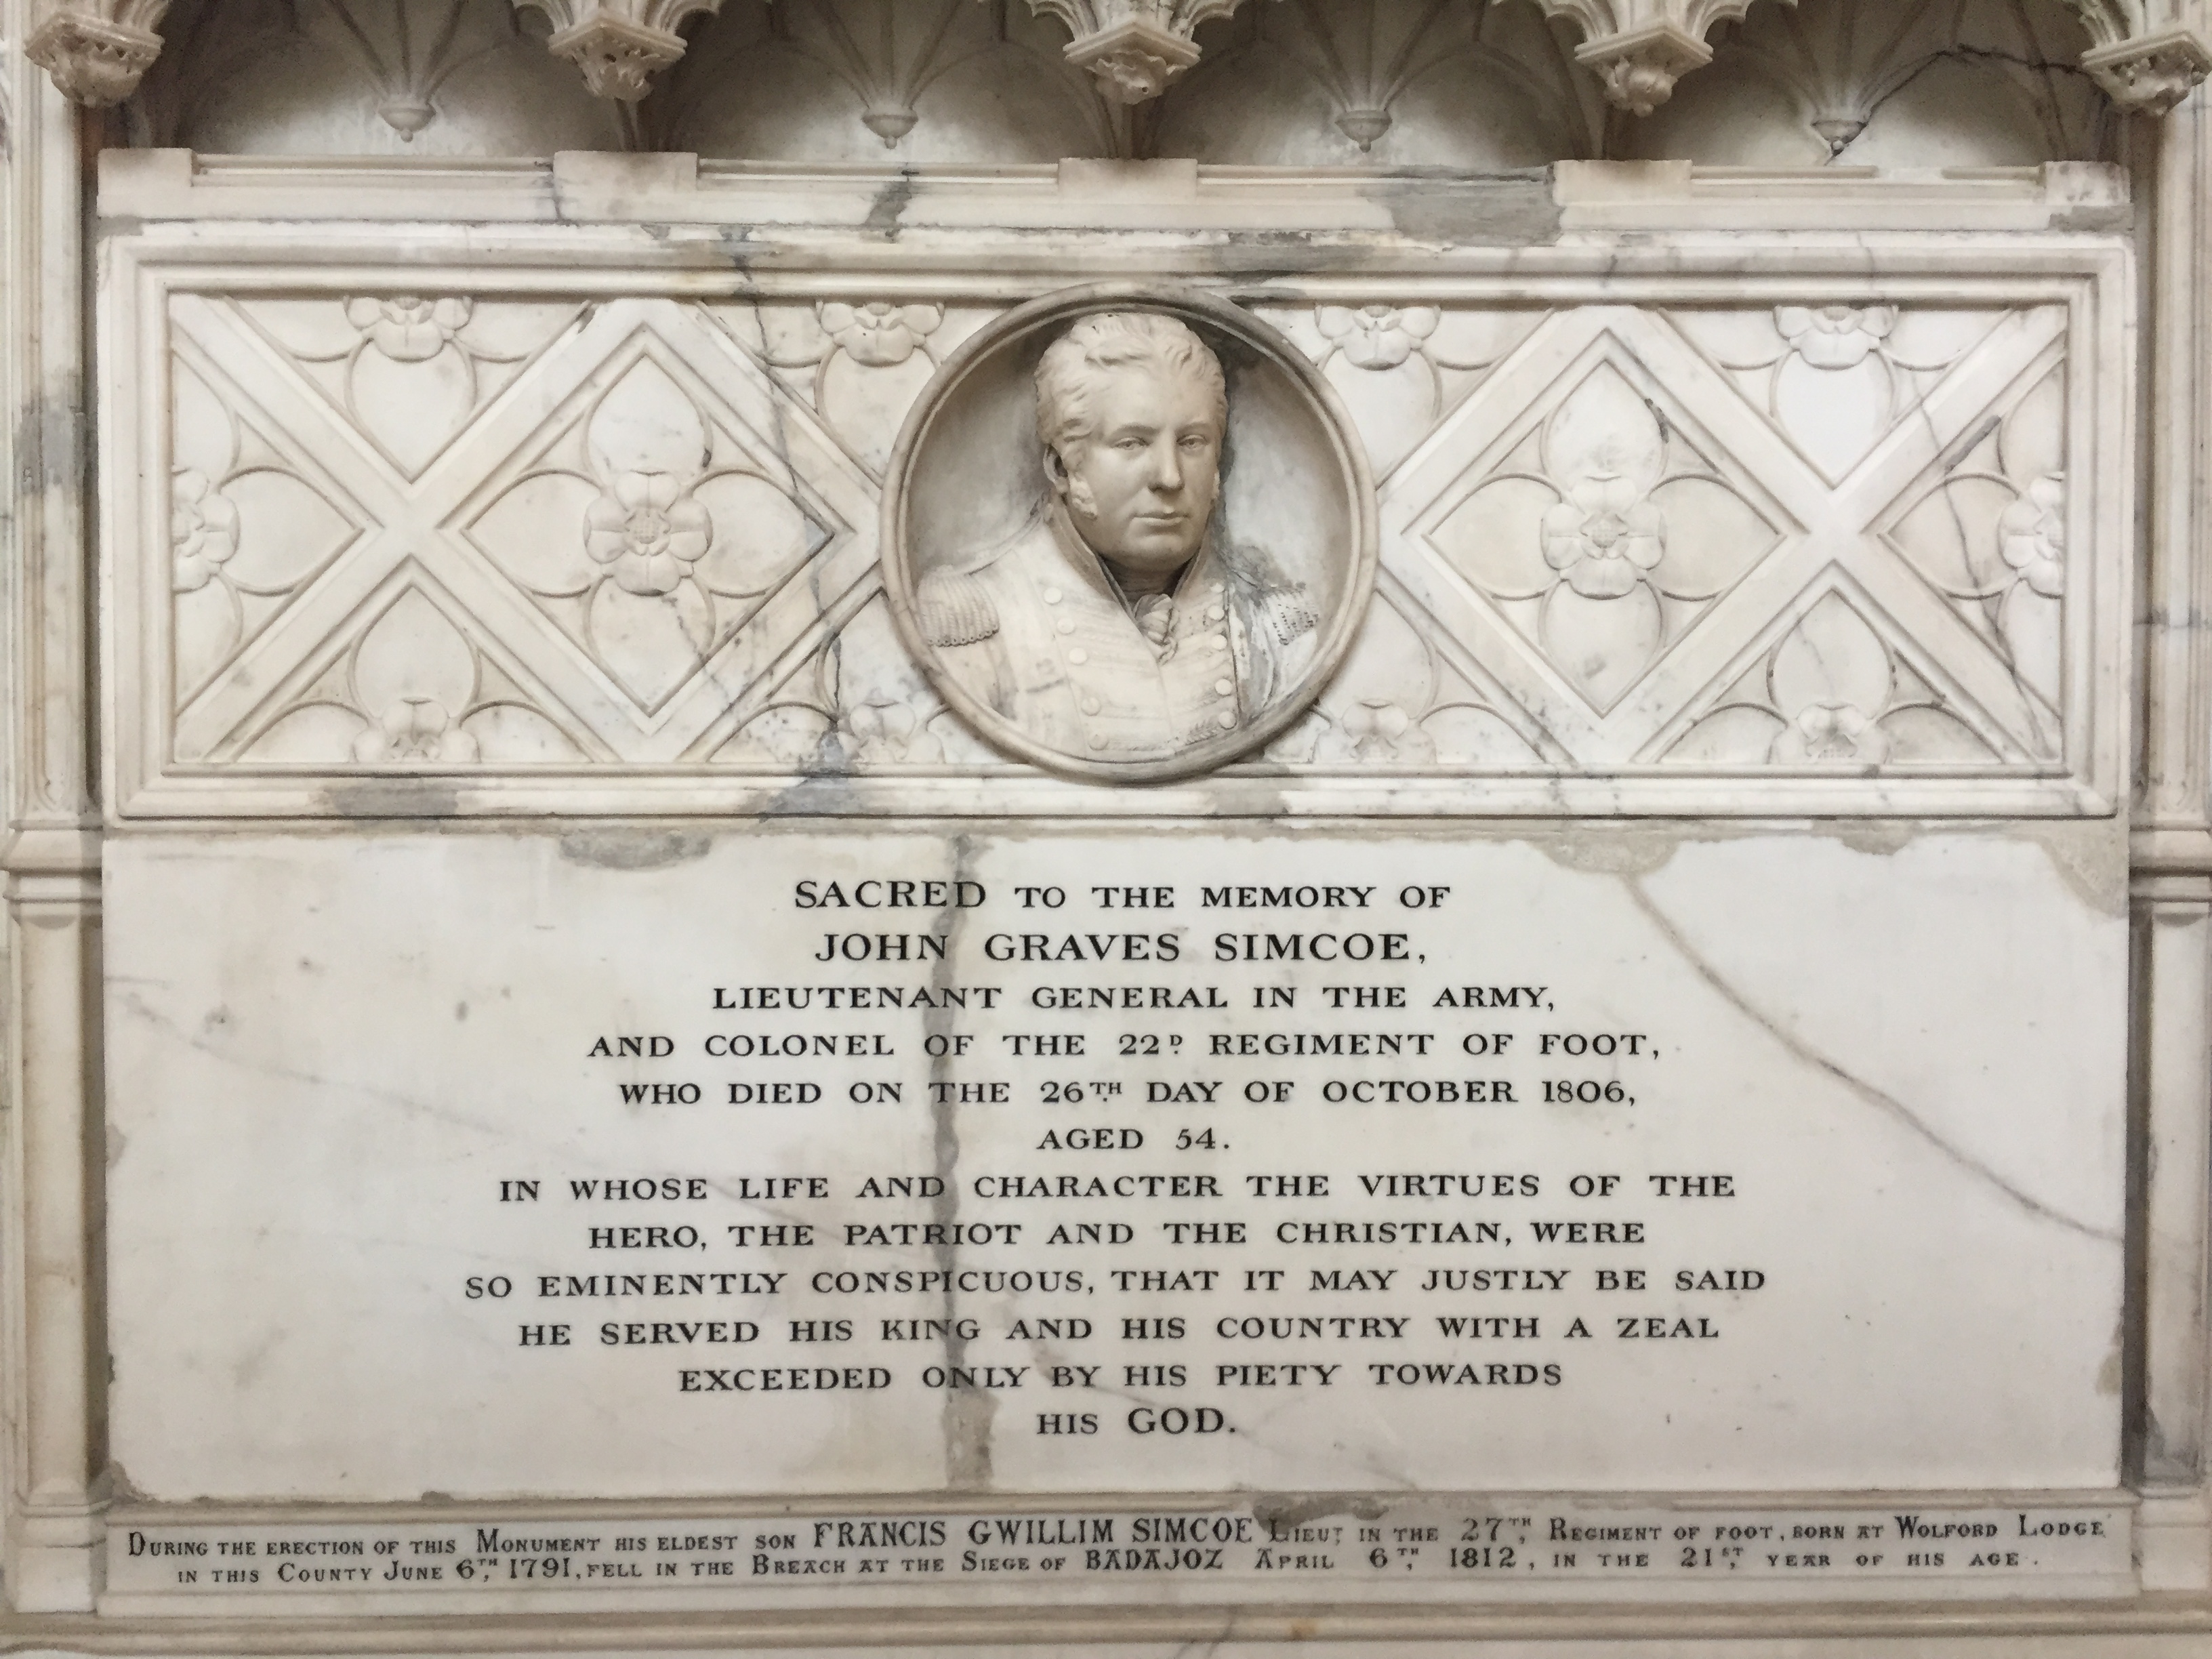 SACRED TO THE MEMORY OF
JOHN GRAVES SIMCOE,
LIEUTENANT GENERAL IN THE ARMY,
AND COLONEL OF THE 22D REGIMENT OF FOOT,
WHO DIED ON THE 26TH DAY OF OCTOBER 1806,
AGED 54.
IN WHOSE LIFE AND CHARACTER THE VIRTUES OF THE
HERO, THE PATRIOT AND THE CHRISTIAN, WERE
SO EMINENTLY CONSPICUOUS, THAT IT MAY JUSTLY BE SAID
HE SERVED HIS KING AND HIS COUNTRY WITH A ZEAL
EXCEEDED ONLY BY HIS PIETY TOWARDS
HIS GOD.
DURING THE ERECTION OF THIS MONUMENT HIS ELDEST SON FRANCIS GWILLIM SIMCOE LIEUT IN THE 27TH, REGIMENT OF FOOT, BORN AT WOLFORD LODGE
IN THIS COUNTY JUNE 6TH, 1791, FELL IN THE BREACH AT THE SIEGE OF BADAJOZ APRIL 6TH, 1812, IN THE 21ST, YEAR OF HIS AGE.